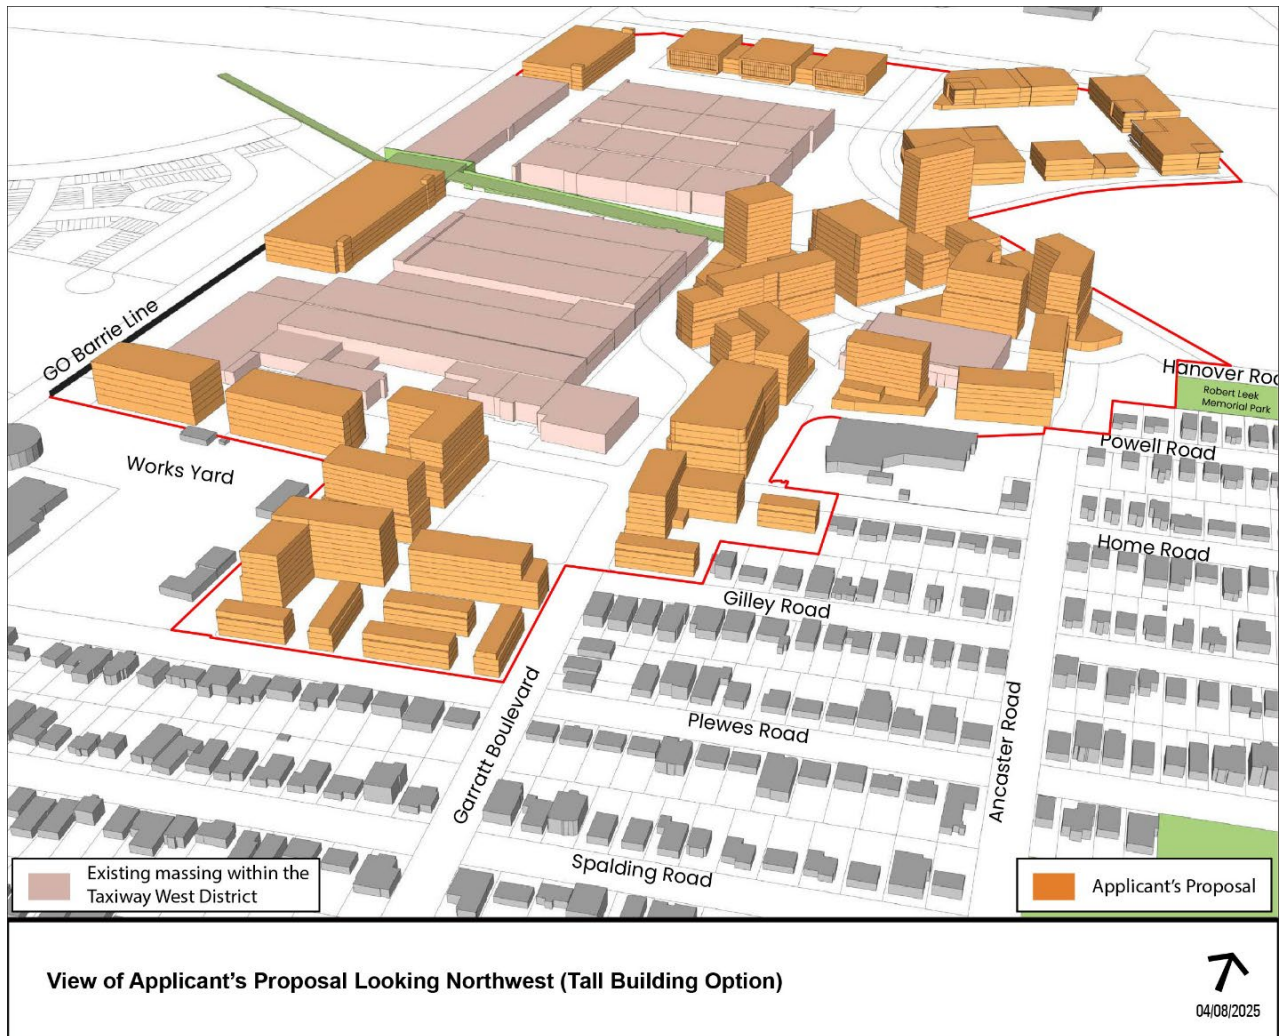 GO Barrie Line
Hanover Roa
Robert Leek
Memorial Park
Powell Road
Works Yard
Home Road
Gilley Road
Plewes Road
Garratt Boulevard
Ancaster Road
Spalding Road
Existing massing within the
Taxiway West District
Applicant's Proposal
View of Applicant's Proposal Looking Northwest (Tall Building Option)
04/08/2025